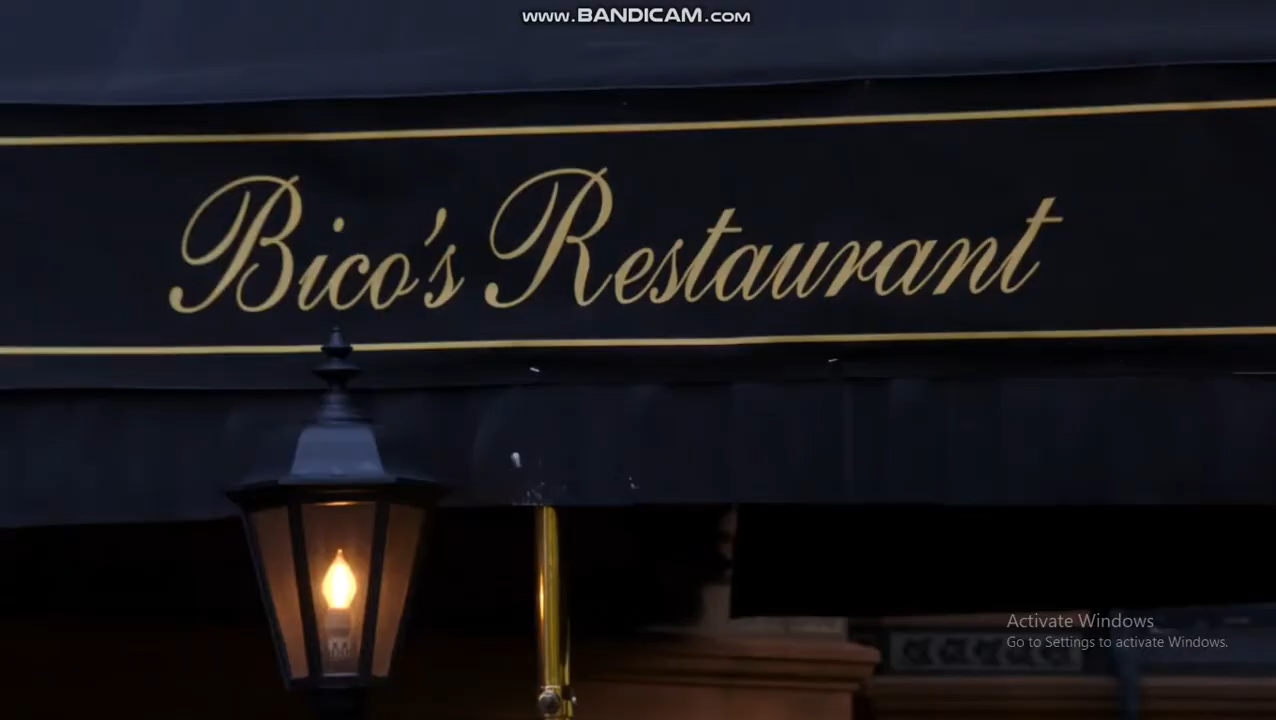 www.BANDICAM.com
Bico's Restaurant
Activate Windows
Go to Settings to activate Windows.